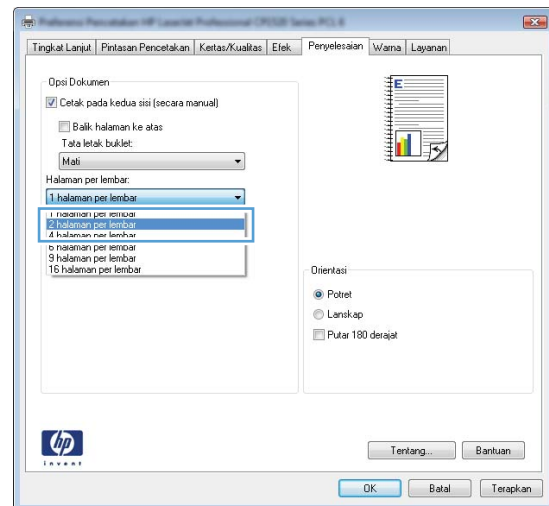 Tingkat Lanjut Pintasan Pencetakan Kertas/Kualitas Efek Penyelesaian Warna Layanan
Opsi Dokumen
Cetak pada kedua sisi (secara manual)
Balik halaman ke atas
Tata letak buklet:
Mati
Halaman per lembar:
1 halaman per lembar
1 halaman per lembar
2 halaman per lembar
4 halaman per lembar
6 halaman per lembar
9 halaman per lembar
16 halaman per lembar
E
Orientasi
Potret
Lanskap
Putar 180 derajat
hp
invent
Tentang... Bantuan
OK Batal Terapkan